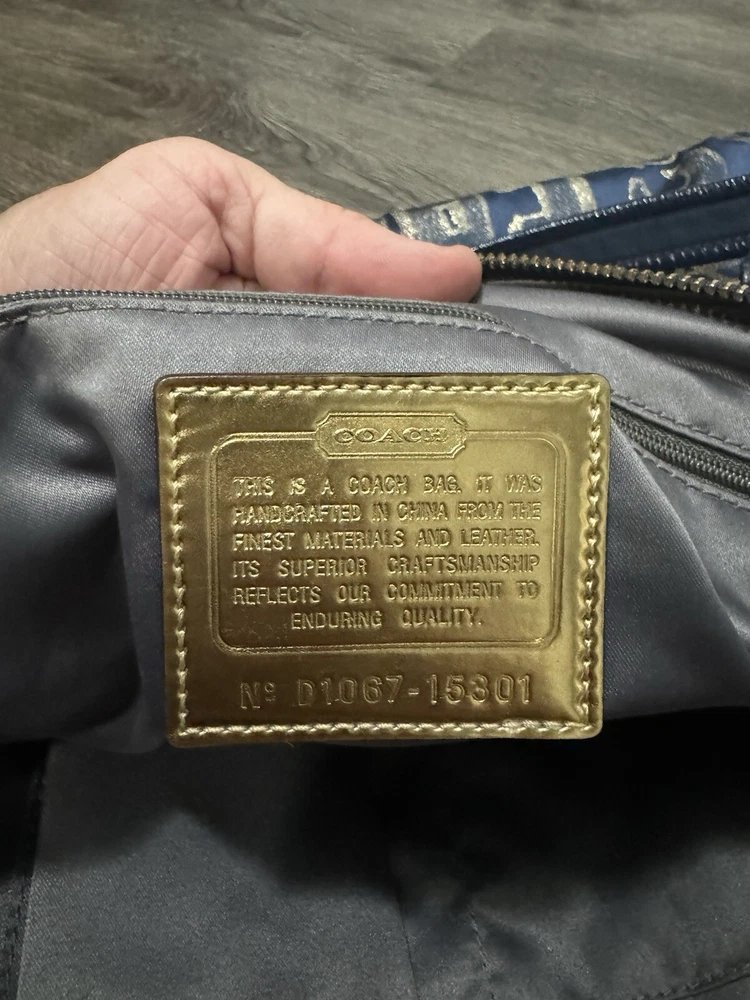 COACH
THIS IS A COACH BAG. IT WAS
HANDCRAFTED IN CHINA FROM THE
FINEST MATERIALS AND LEATHER.
ITS SUPERIOR CRAFTSMANSHIP
REFLECTS OUR COMMITMENT TO
ENDURING QUALITY.
Nº D1067-15301